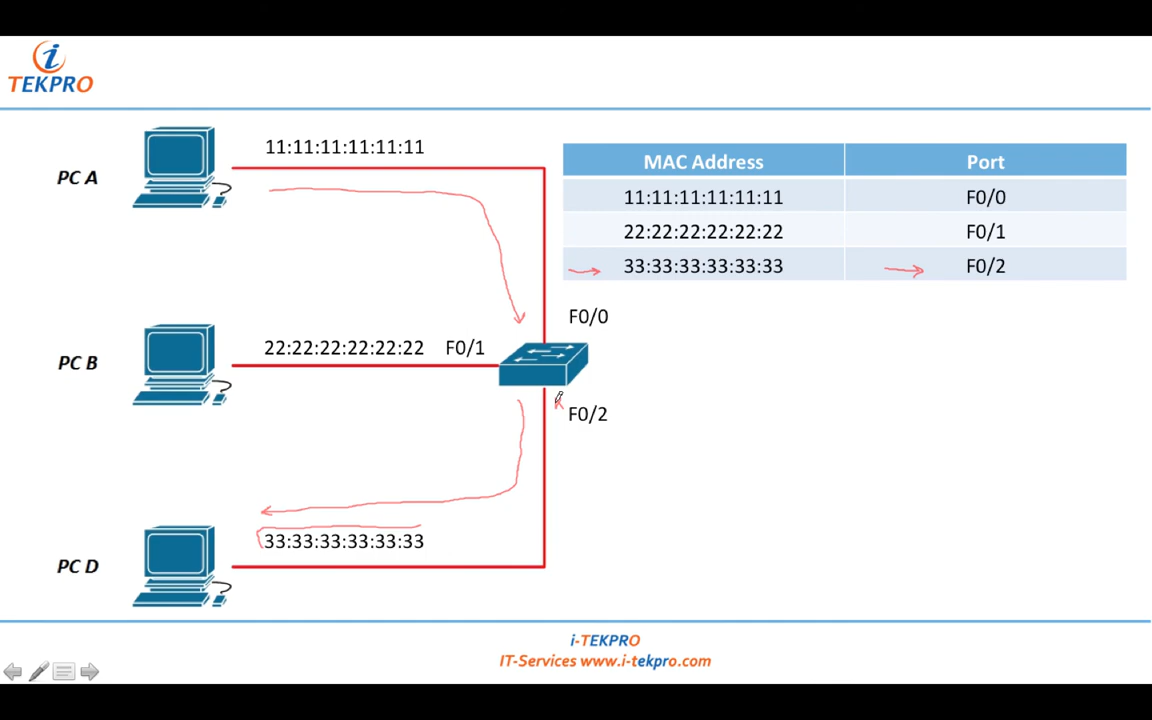 i
TEKPRO
PC A
11:11:11:11:11:11
MAC Address Port
11:11:11:11:11:11 F0/0
22:22:22:22:22:22 F0/1
33:33:33:33:33:33 F0/2
F0/0
PC B
22:22:22:22:22:22 F0/1
F0/2
33:33:33:33:33:33
PC D
i-TEKPRO
IT-Services www.i-tekpro.com